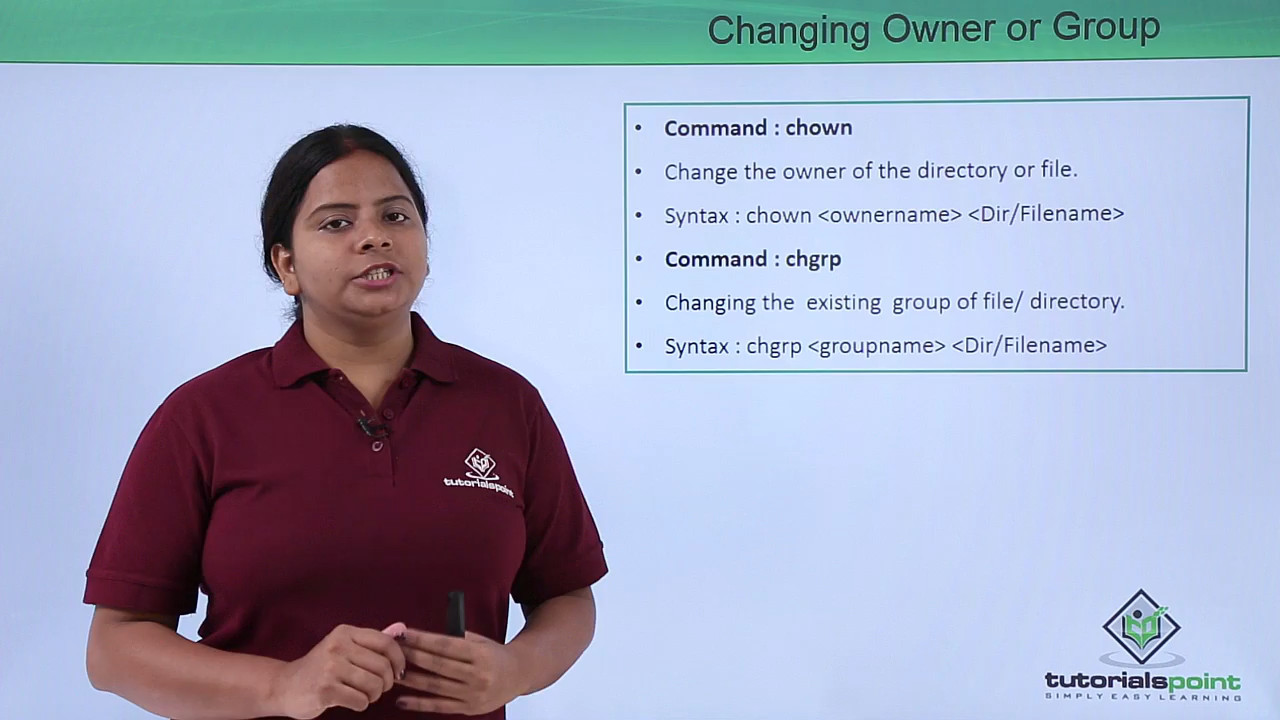 Changing Owner or Group
• Command : chown
• Change the owner of the directory or file.
• Syntax : chown <ownername> <Dir/Filename>
• Command : chgrp
• Changing the existing group of file/ directory.
• Syntax : chgrp <groupname> <Dir/Filename>
tutorialspoint
tutorialspoint
SIMPLY EASY LEARNING